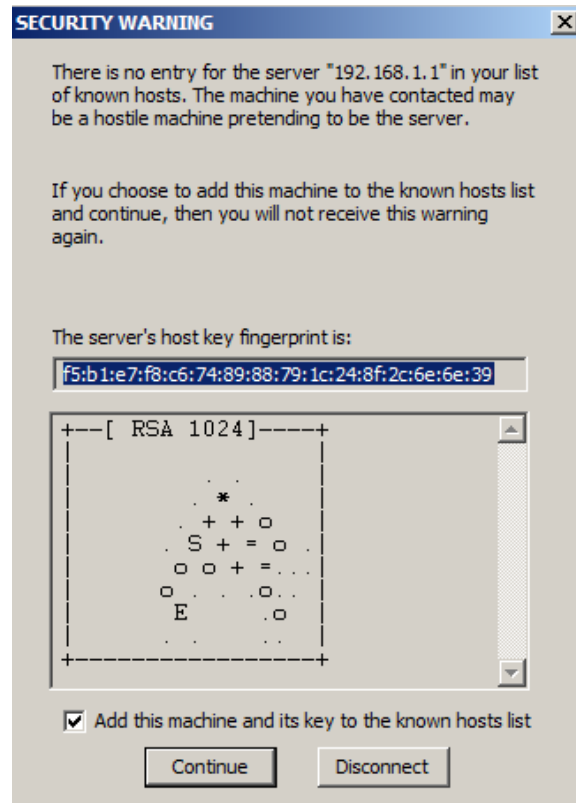 SECURITY WARNING
There is no entry for the server "192.168.1.1" in your list
of known hosts. The machine you have contacted may
be a hostile machine pretending to be the server.
If you choose to add this machine to the known hosts list
and continue, then you will not receive this warning
again.
The server's host key fingerprint is:
f5:b1:e7:f8:c6:74:89:88:79:1c:24:8f:2c:6e:6e:39
+--[ RSA 1024]----+
|                 |
|         . .     |
|        . * .    |
|       . + + o   |
|      . S + = o .|
|       o o + =...|
|      o . . .o.. |
|       E     .o  |
|      . .    ..  |
+-----------------+
Add this machine and its key to the known hosts list
Continue Disconnect